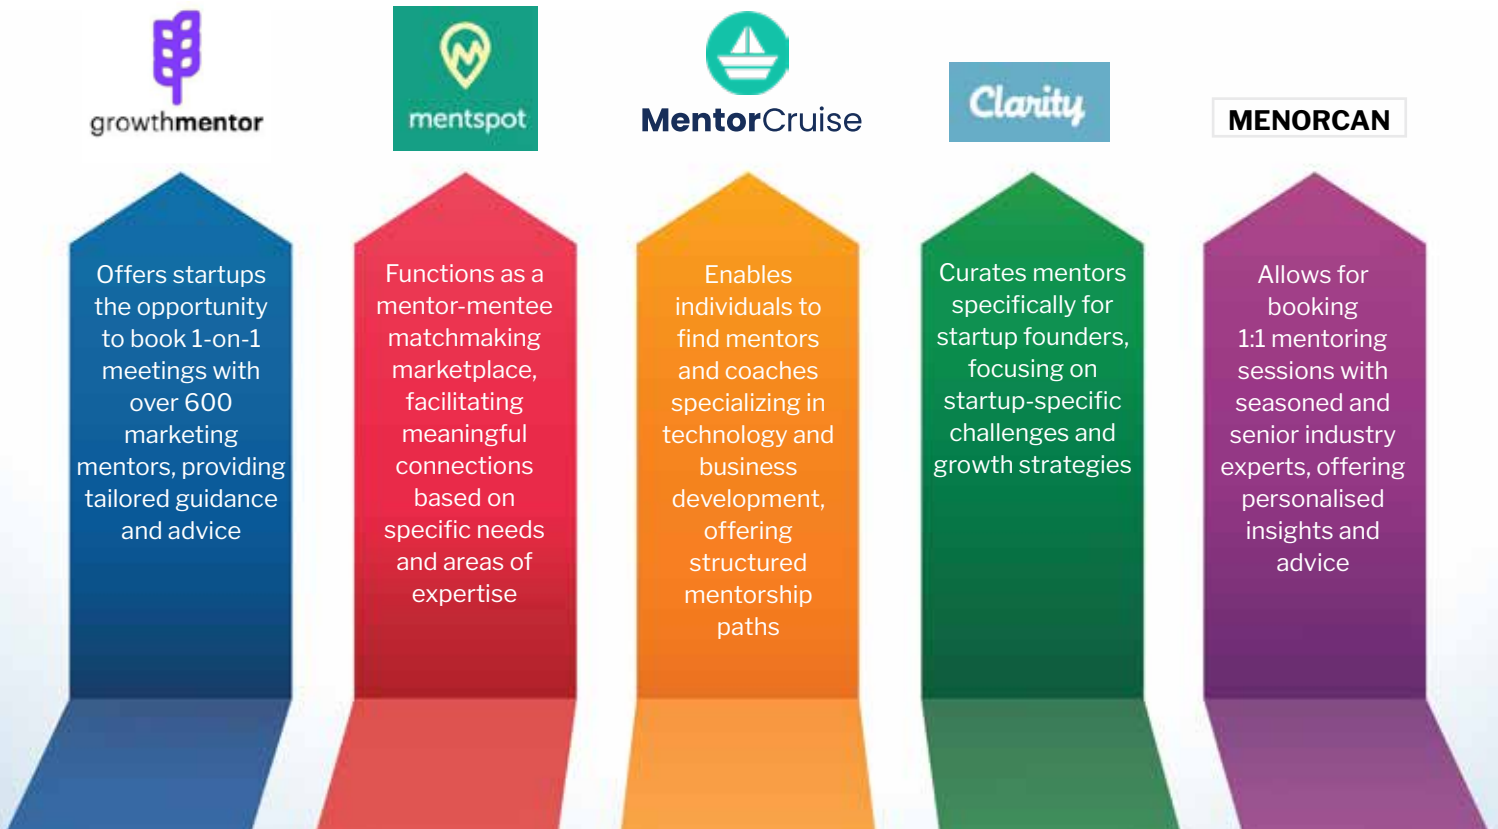 growthmentor
Offers startups
the opportunity
to book 1-on-1
meetings with
over 600
marketing
mentors, providing
tailored guidance
and advice
mentspot
Functions as a
mentor-mentee
matchmaking
marketplace,
facilitating
meaningful
connections
based on
specific needs
and areas of
expertise
MentorCruise
Enables
individuals to
find mentors
and coaches
specializing in
technology and
business
development,
offering
structured
mentorship
paths
Clarity
Curates mentors
specifically for
startup founders,
focusing on
startup-specific
challenges and
growth strategies
MENORCAN
Allows for
booking
1:1 mentoring
sessions with
seasoned and
senior industry
experts, offering
personalised
insights and
advice